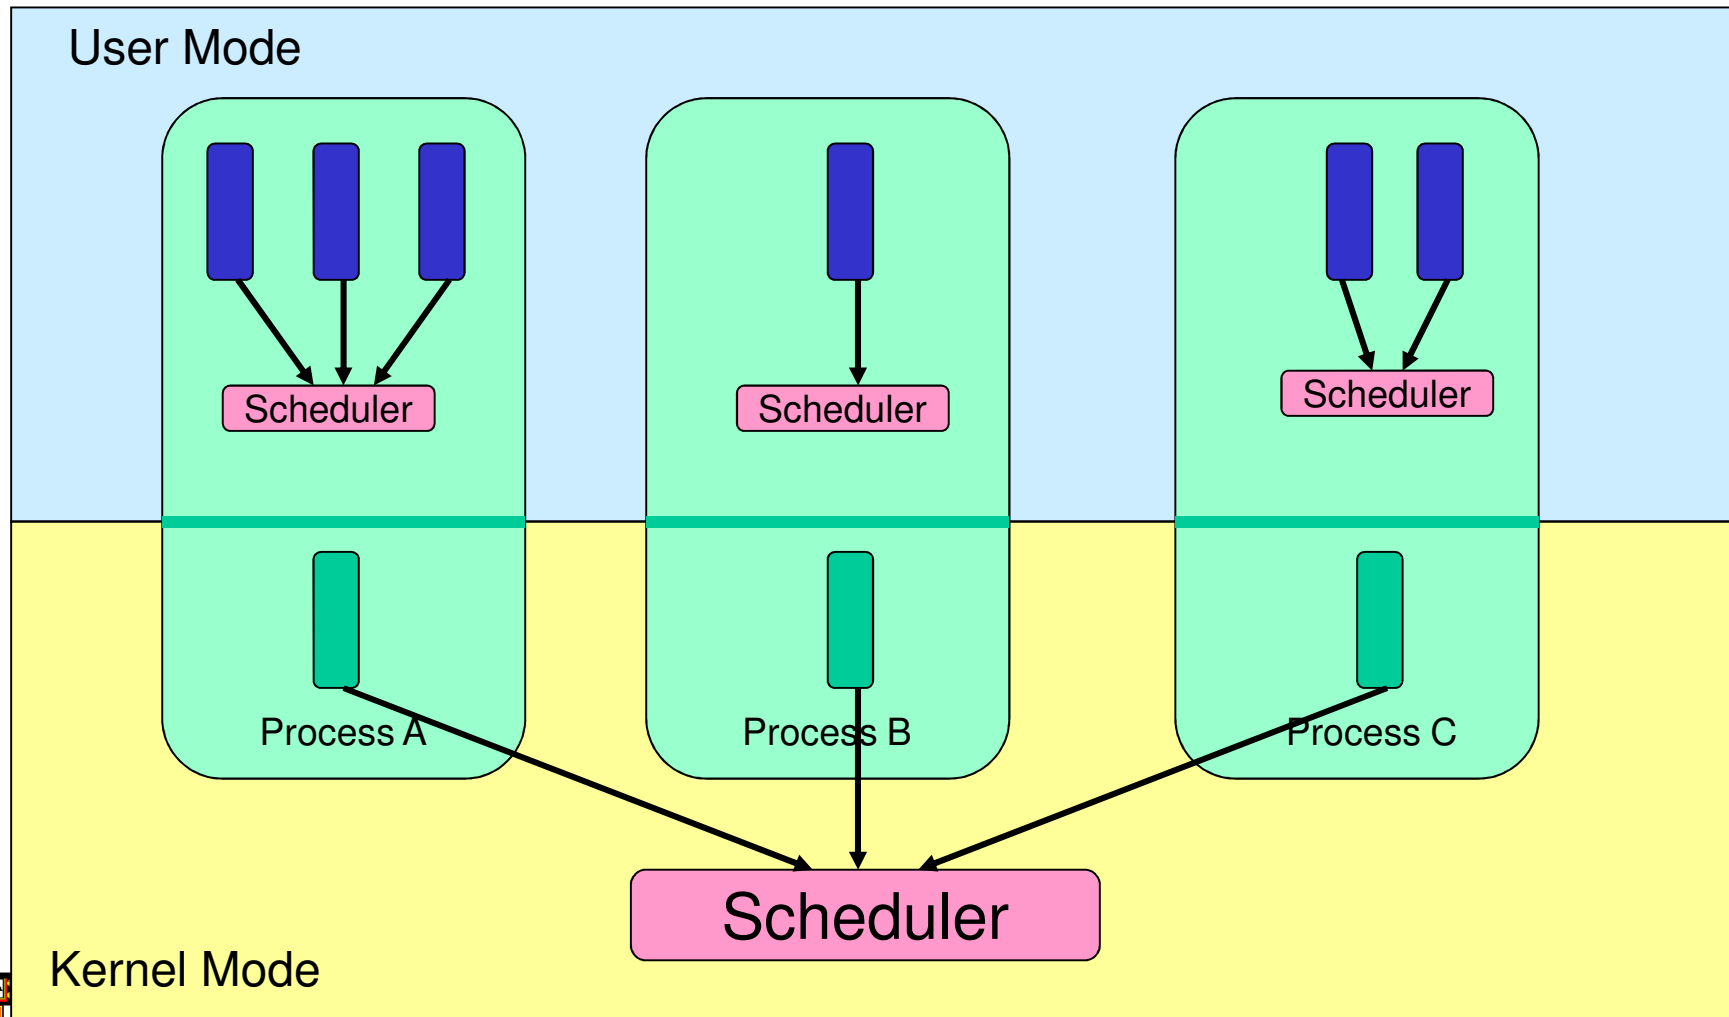 User Mode
Scheduler
Scheduler
Scheduler
Process A
Process B
Process C
Scheduler
Kernel Mode